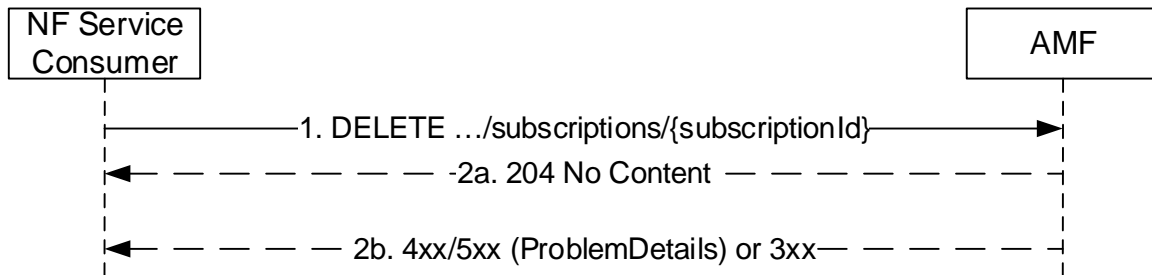 NF Service
Consumer
AMF
1. DELETE …/subscriptions/{subscriptionId}
2a. 204 No Content
2b. 4xx/5xx (ProblemDetails) or 3xx